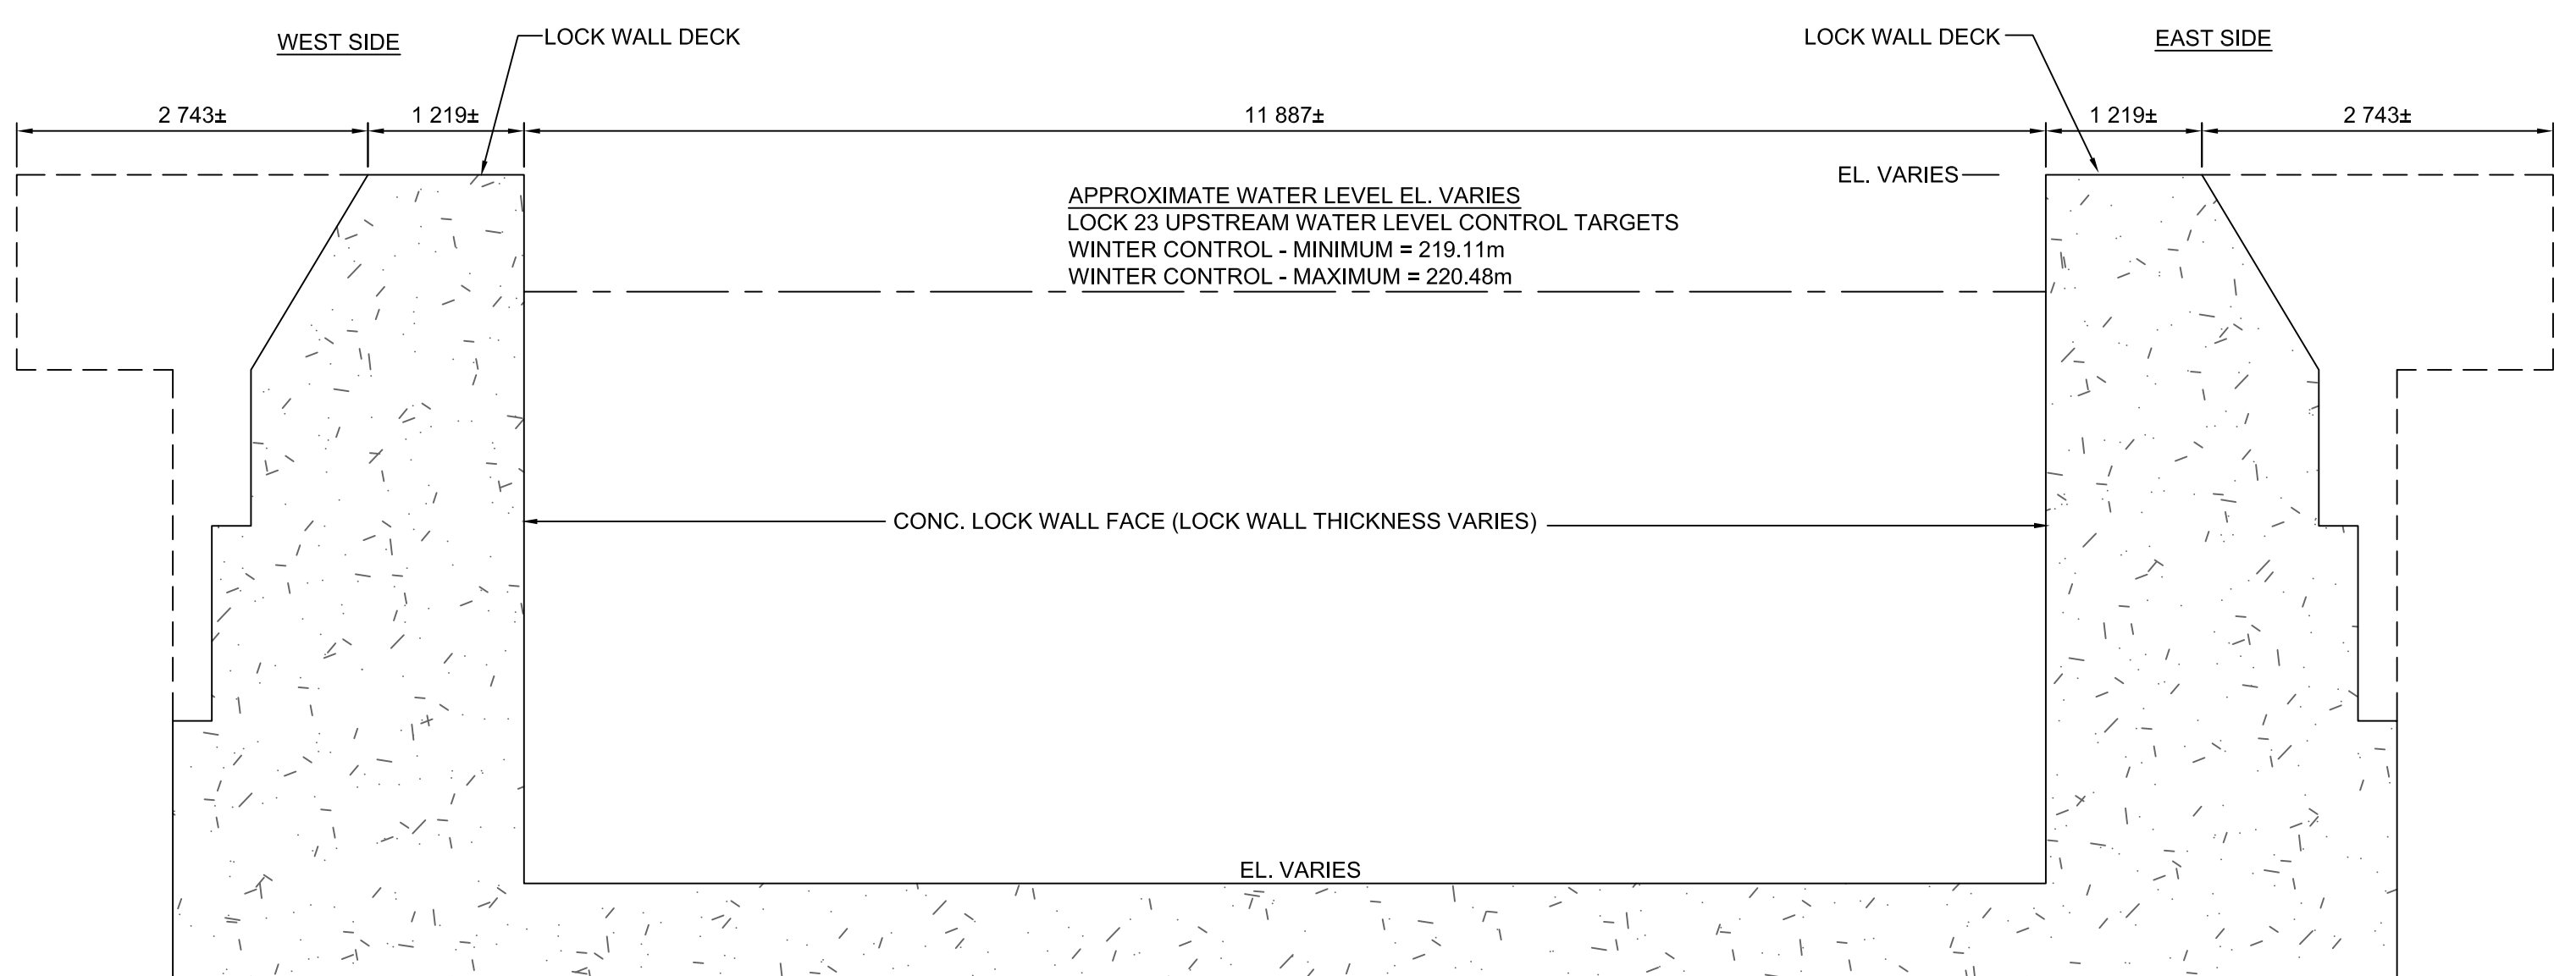 WEST SIDE
LOCK WALL DECK
LOCK WALL DECK
EAST SIDE
2 743±
1 219±
11 887±
1 219±
2 743±
EL. VARIES
APPROXIMATE WATER LEVEL EL. VARIES
LOCK 23 UPSTREAM WATER LEVEL CONTROL TARGETS
WINTER CONTROL - MINIMUM = 219.11m
WINTER CONTROL - MAXIMUM = 220.48m
CONC. LOCK WALL FACE (LOCK WALL THICKNESS VARIES)
EL. VARIES